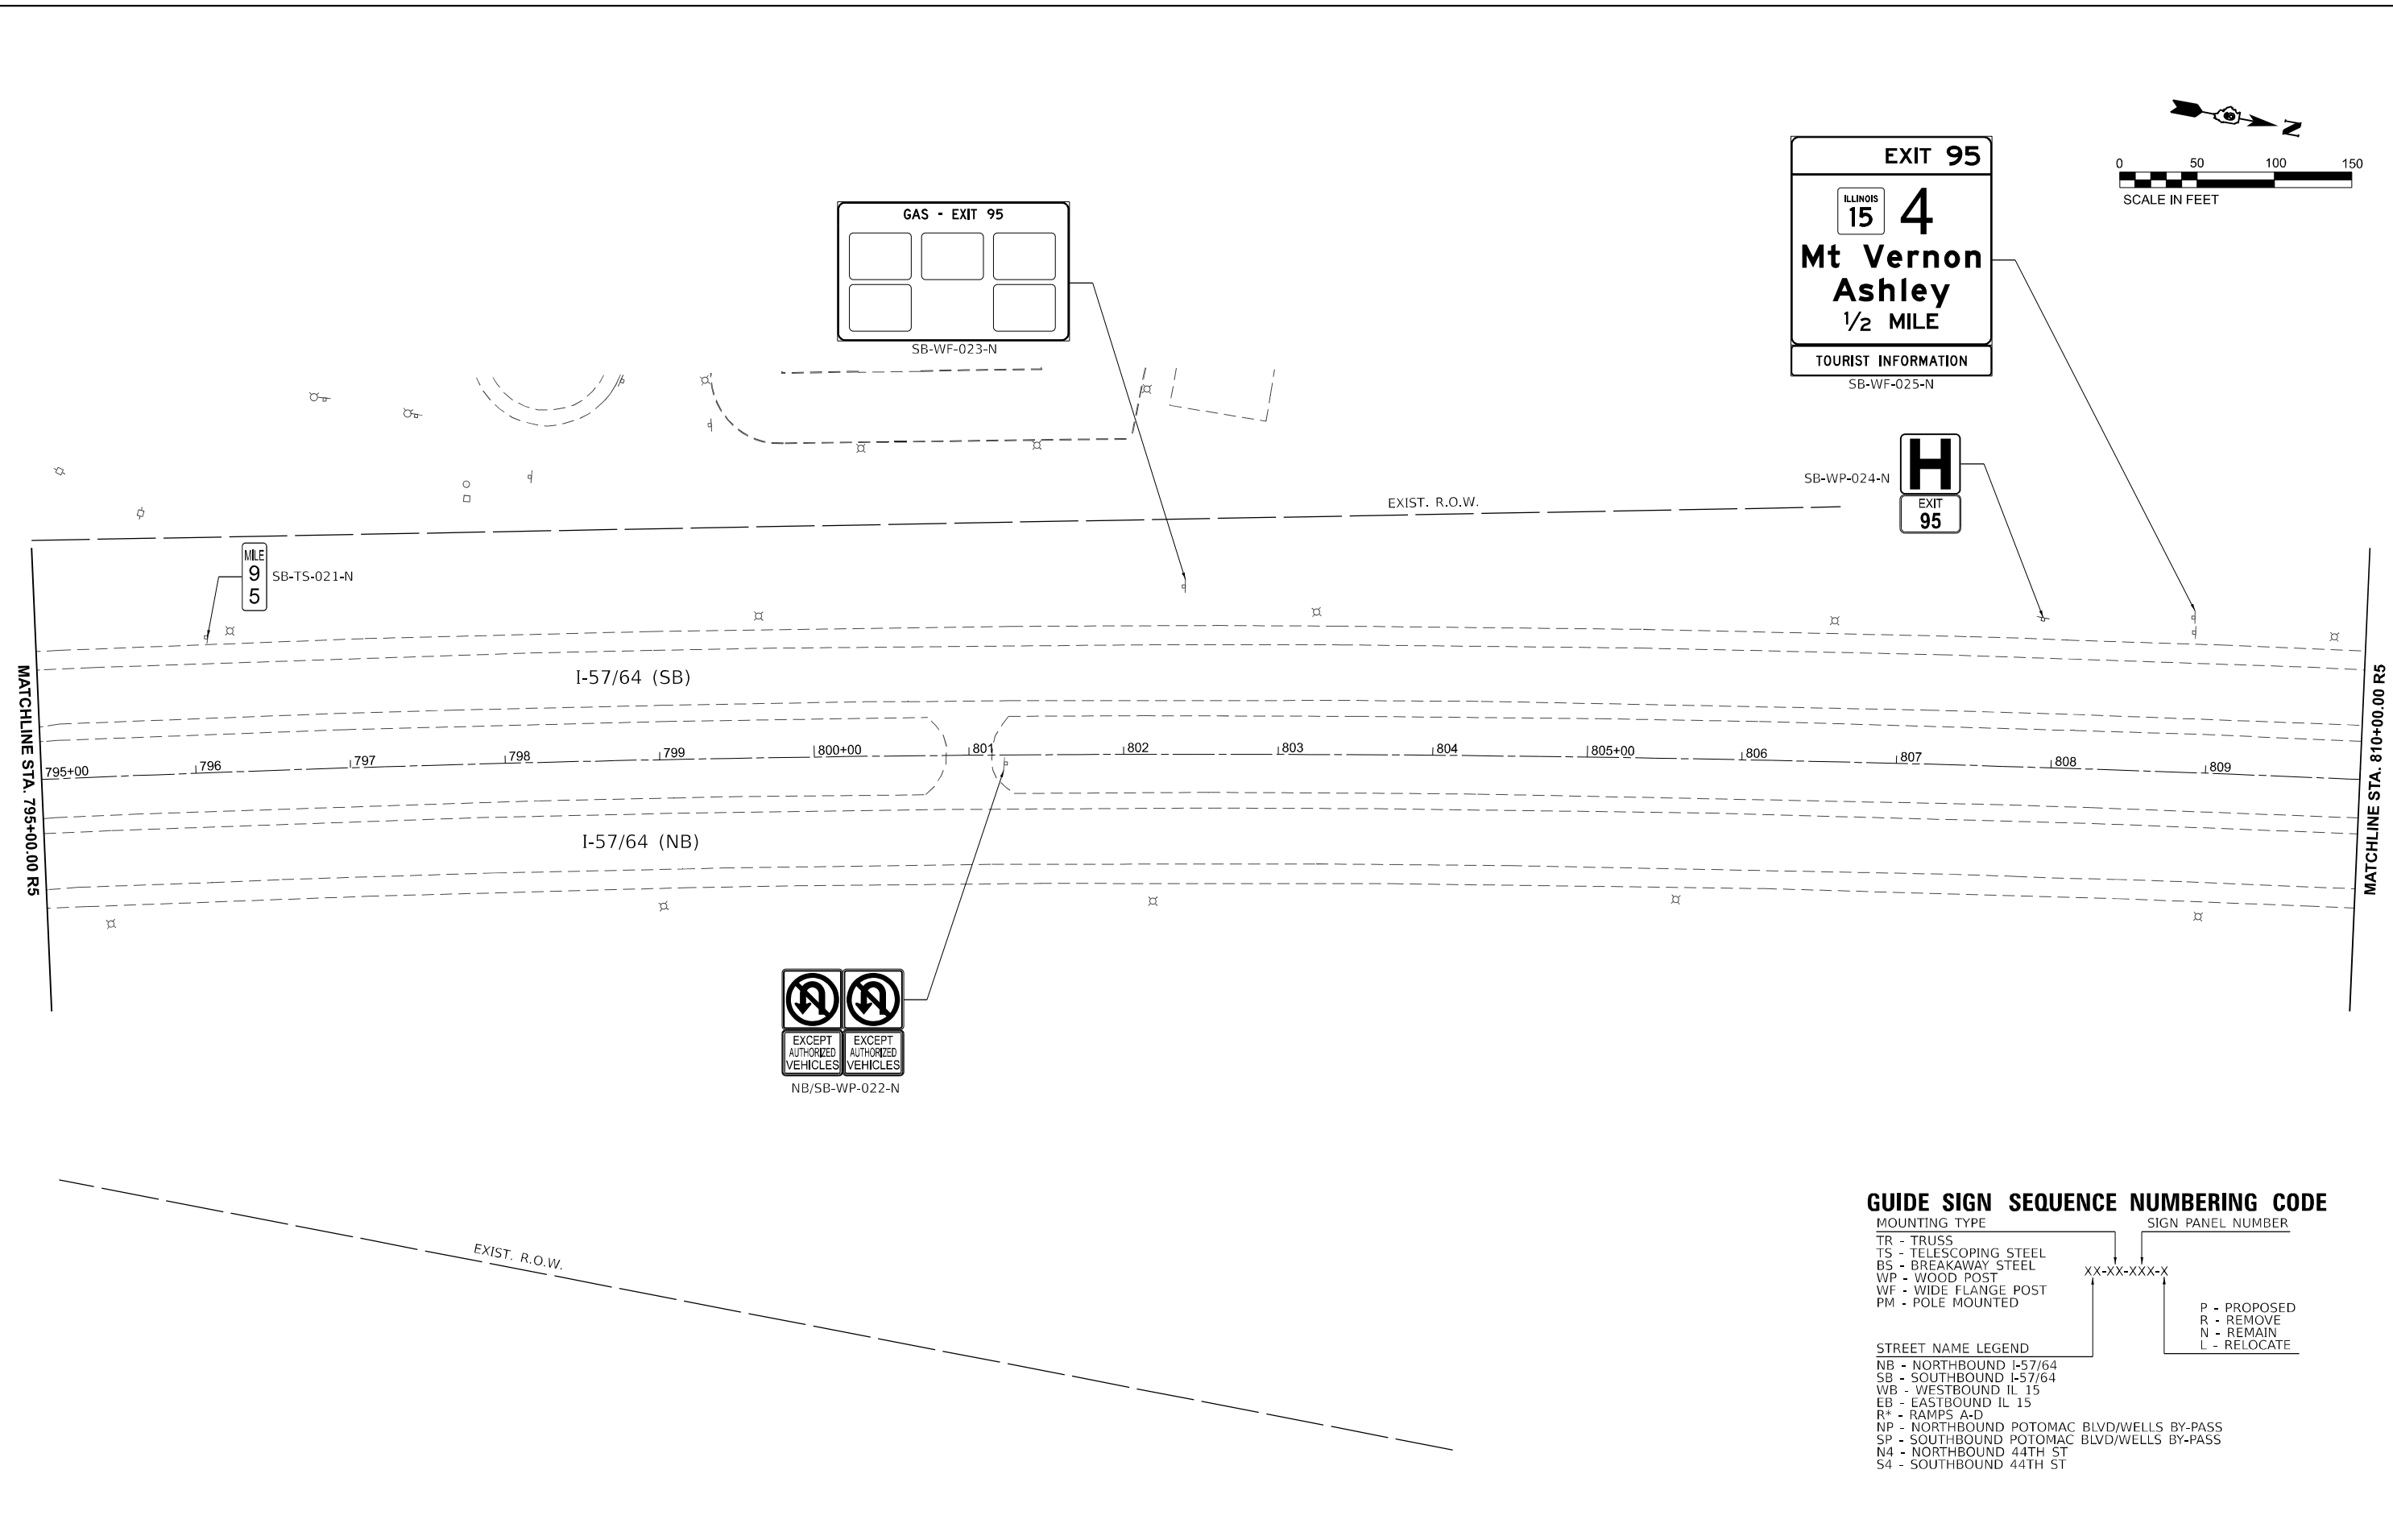 N
0 50 100 150
SCALE IN FEET
EXIT 95
ILLINOIS
15 4
Mt Vernon
Ashley
1/2 MILE
TOURIST INFORMATION
SB-WF-025-N
GAS - EXIT 95
SB-WF-023-N
H
EXIT
95
SB-WP-024-N
EXIST. R.O.W.
MILE
9
5
SB-TS-021-N
I-57/64 (SB)
795+00 796 797 798 799 800+00 801 802 803 804 805+00 806 807 808 809
I-57/64 (NB)
MATCHLINE STA. 795+00.00 R5
MATCHLINE STA. 810+00.00 R5
EXCEPT
AUTHORIZED
VEHICLES
EXCEPT
AUTHORIZED
VEHICLES
NB/SB-WP-022-N
EXIST. R.O.W.
GUIDE SIGN SEQUENCE NUMBERING CODE
MOUNTING TYPE
TR - TRUSS
TS - TELESCOPING STEEL
BS - BREAKAWAY STEEL
WP - WOOD POST
WF - WIDE FLANGE POST
PM - POLE MOUNTED
SIGN PANEL NUMBER
XX-XX-XXX-X
P - PROPOSED
R - REMOVE
N - REMAIN
L - RELOCATE
STREET NAME LEGEND
NB - NORTHBOUND I-57/64
SB - SOUTHBOUND I-57/64
WB - WESTBOUND IL 15
EB - EASTBOUND IL 15
R* - RAMPS A-D
NP - NORTHBOUND POTOMAC BLVD/WELLS BY-PASS
SP - SOUTHBOUND POTOMAC BLVD/WELLS BY-PASS
N4 - NORTHBOUND 44TH ST
S4 - SOUTHBOUND 44TH ST